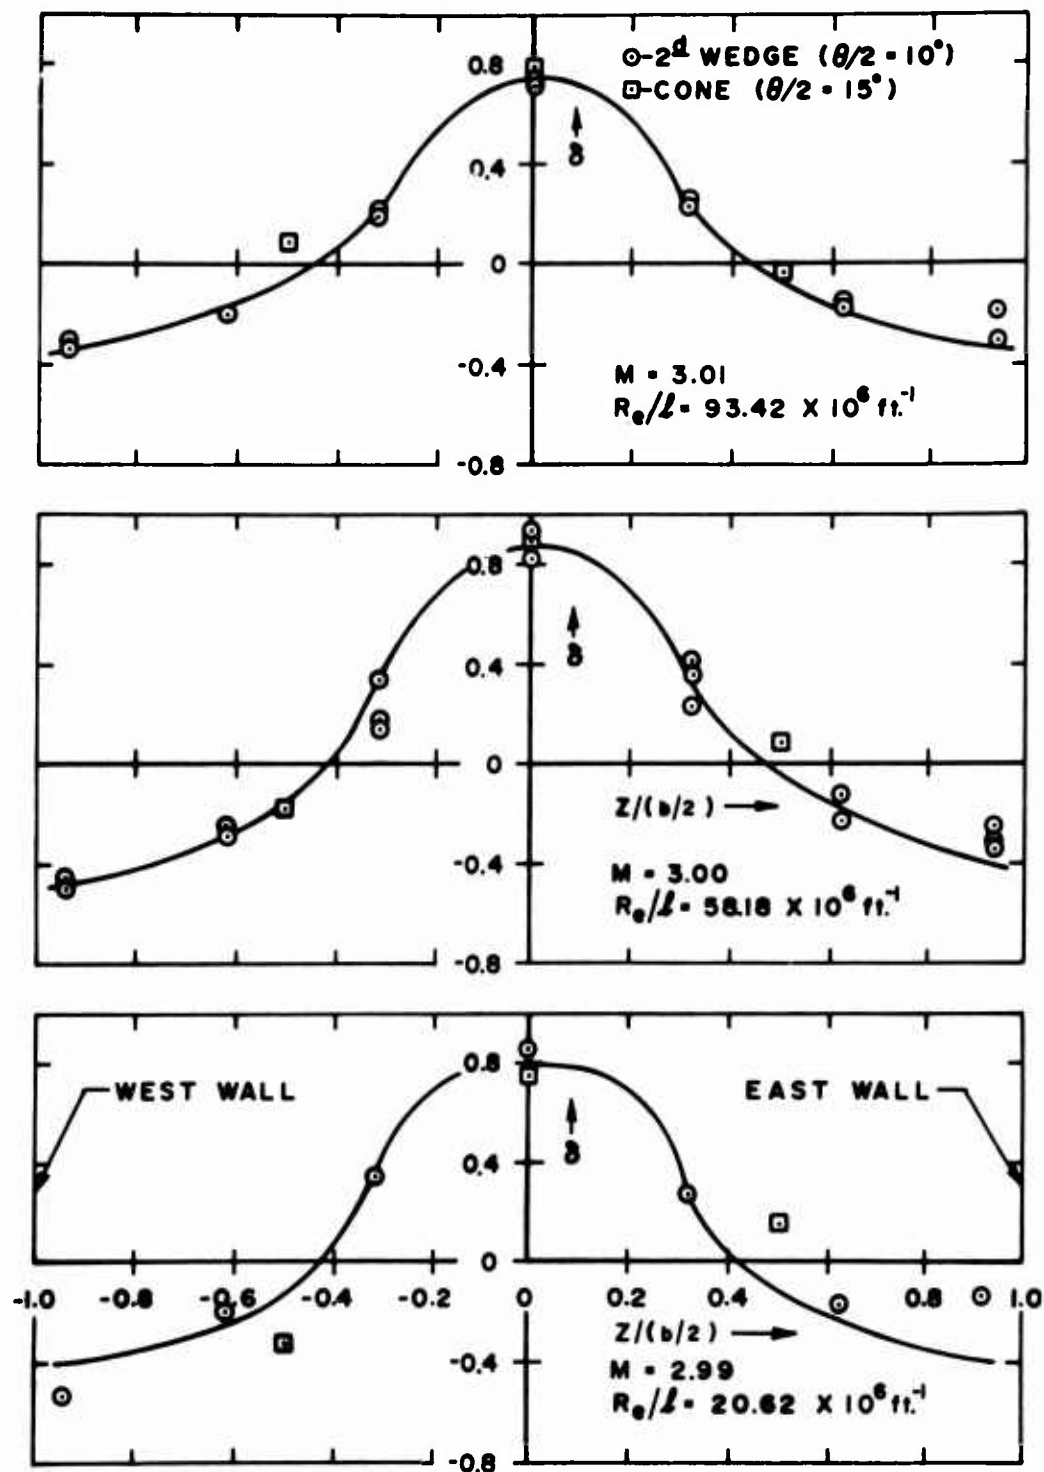 0.8
⊙-2ᵈ WEDGE (θ/2 = 10°)
⊡-CONE (θ/2 = 15°)
0.4
0
-0.4
M = 3.01
Re/l = 93.42 X 10⁶ ft.⁻¹
-0.8
0.8
0.4
0
Z/(b/2) →
-0.4
M = 3.00
Re/l = 58.18 X 10⁶ ft.⁻¹
-0.8
0.8
WEST WALL
EAST WALL
0.4
0
-1.0 -0.8 -0.6 -0.4 -0.2 0 0.2 0.4 0.6 0.8 1.0
Z/(b/2) →
-0.4
M = 2.99
Re/l = 20.62 X 10⁶ ft.⁻¹
-0.8